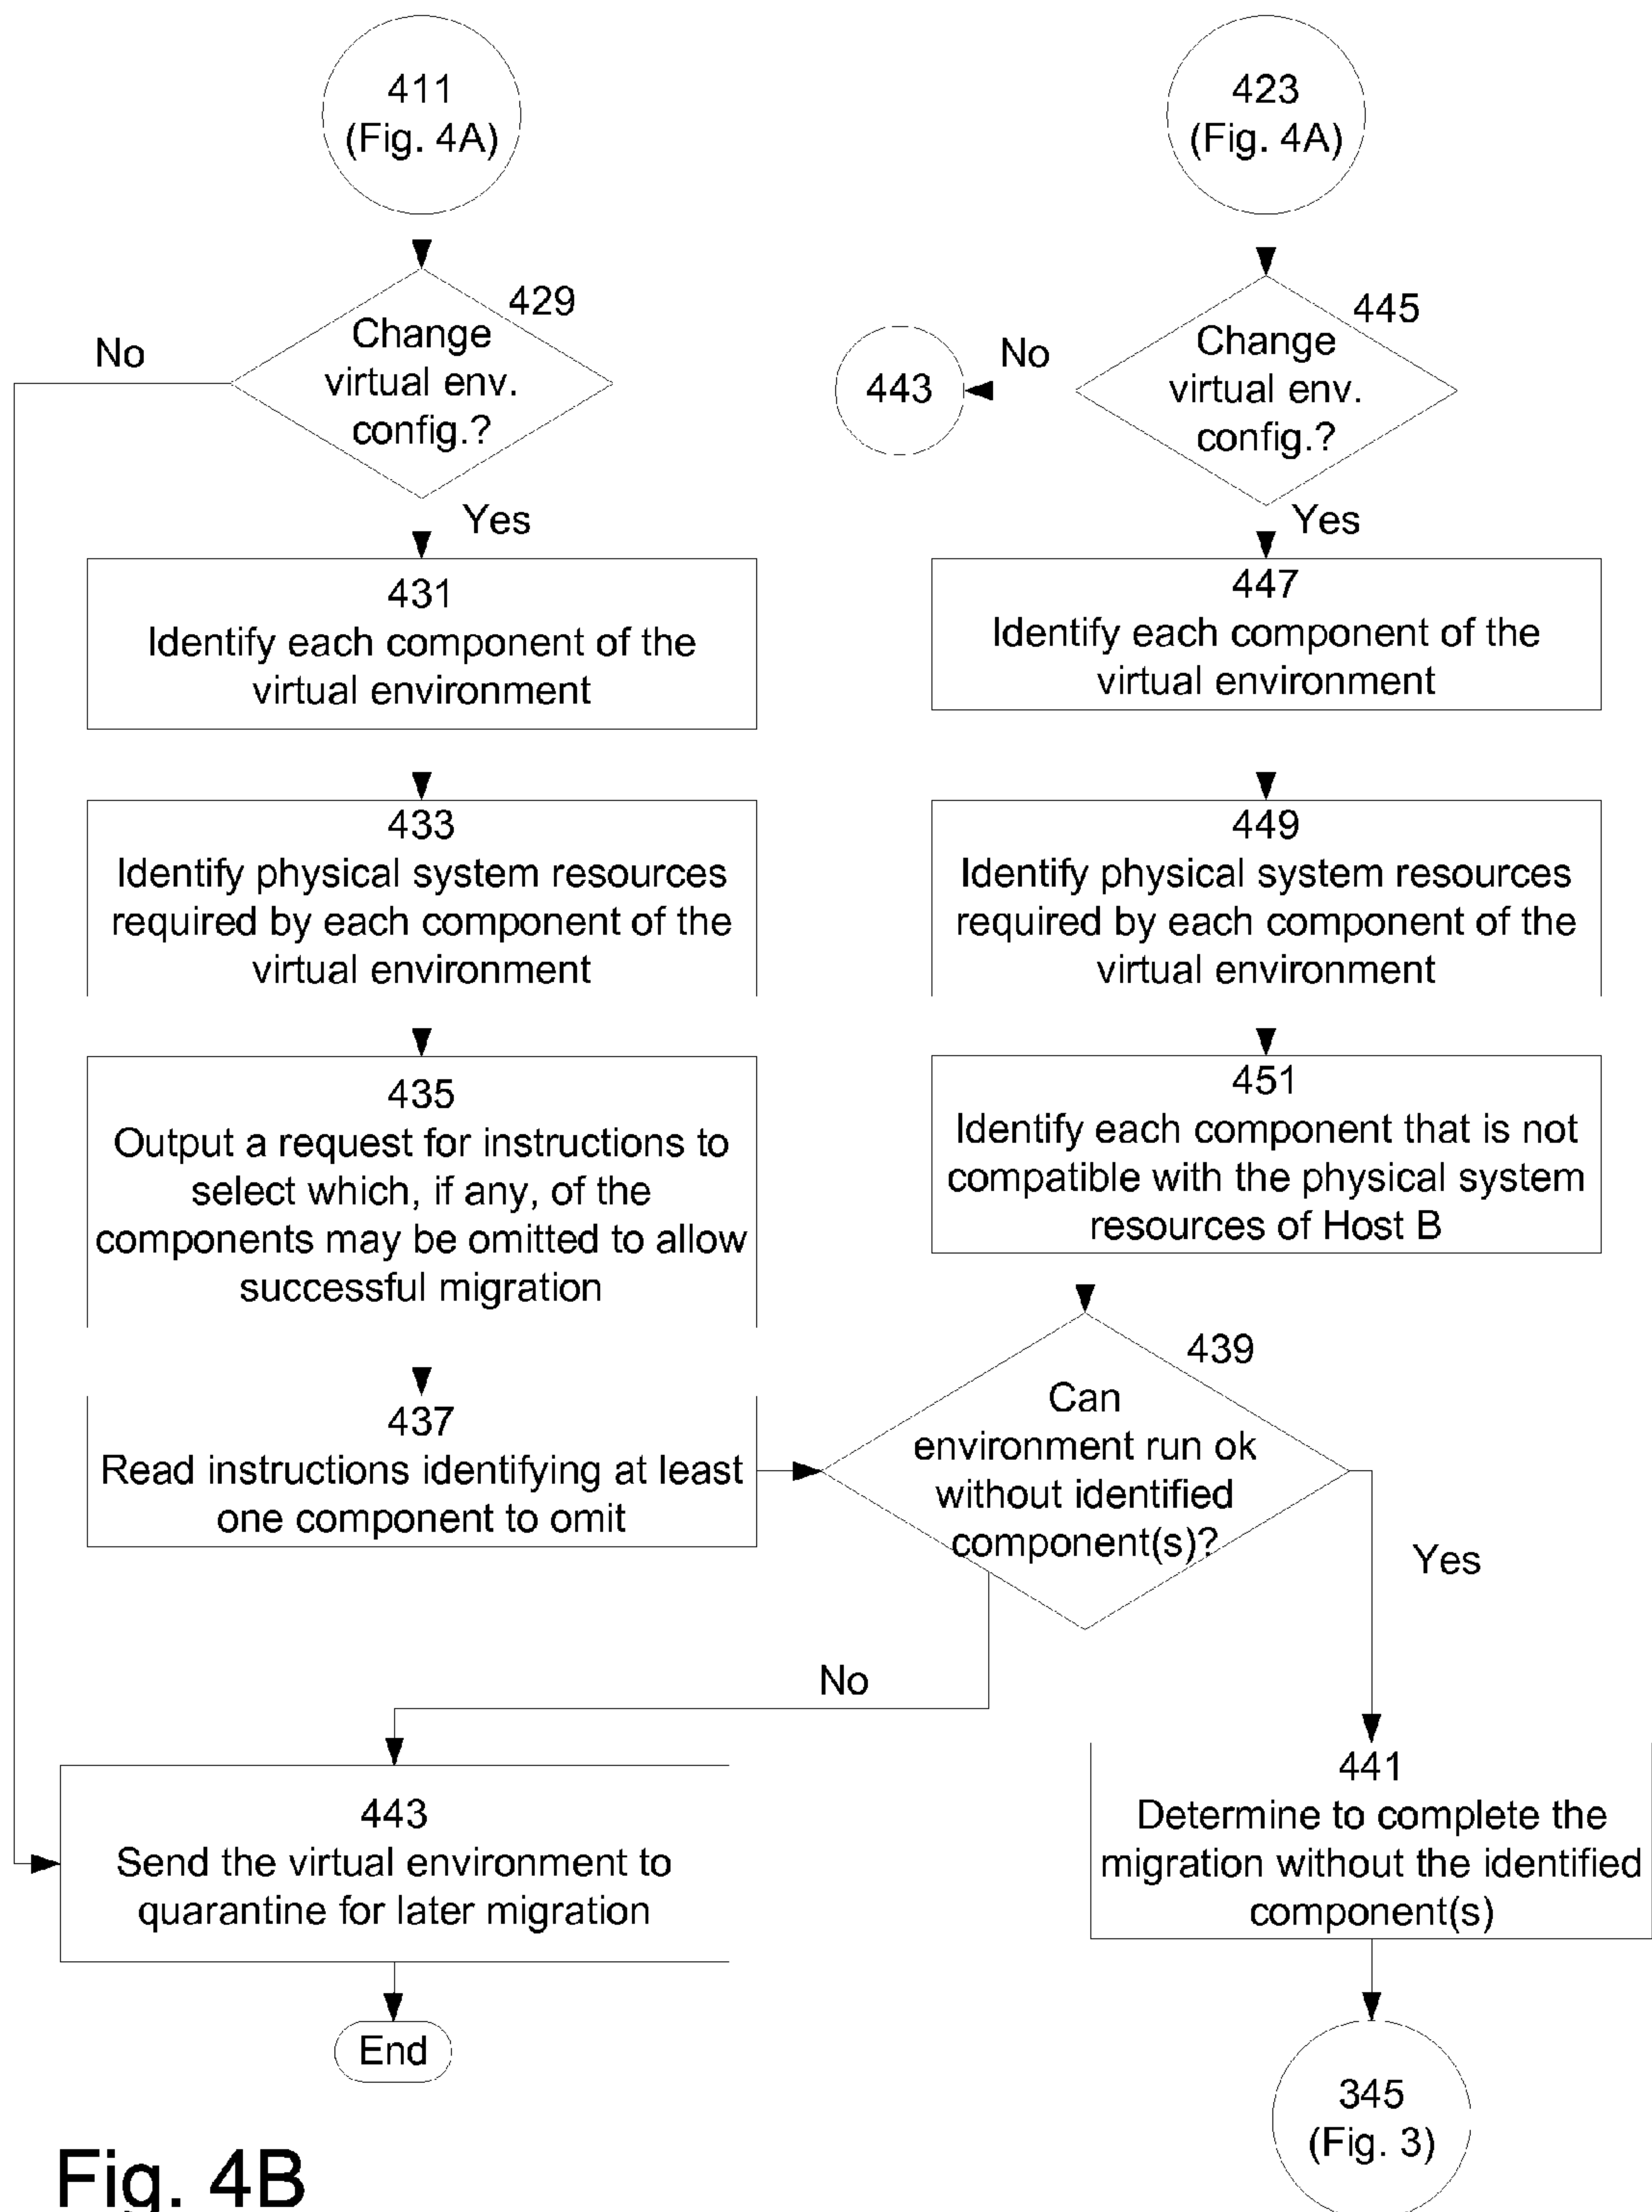 411
(Fig. 4A)
429
Change
virtual env.
config.?
No
Yes
431
Identify each component of the
virtual environment
433
Identify physical system resources
required by each component of the
virtual environment
435
Output a request for instructions to
select which, if any, of the
components may be omitted to allow
successful migration
437
Read instructions identifying at least
one component to omit
423
(Fig. 4A)
445
Change
virtual env.
config.?
No
443
Yes
447
Identify each component of the
virtual environment
449
Identify physical system resources
required by each component of the
virtual environment
451
Identify each component that is not
compatible with the physical system
resources of Host B
439
Can
environment run ok
without identified
component(s)?
Yes
No
443
Send the virtual environment to
quarantine for later migration
End
441
Determine to complete the
migration without the identified
component(s)
345
(Fig. 3)
Fig. 4B